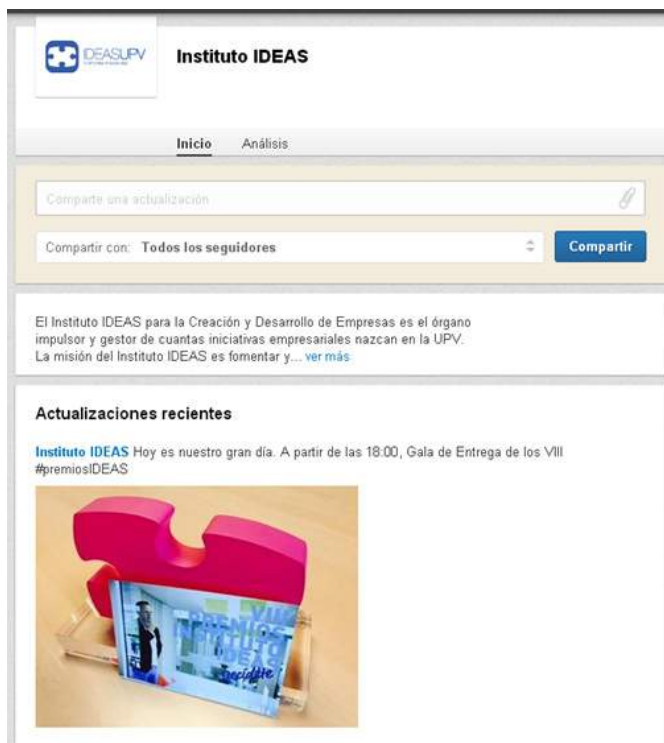 IDEASUPV
Instituto IDEAS
Inicio Análisis
Comparte una actualización
Compartir con: Todos los seguidores
Compartir
El Instituto IDEAS para la Creación y Desarrollo de Empresas es el órgano
impulsor y gestor de cuantas iniciativas empresariales nazcan en la UPV.
La misión del Instituto IDEAS es fomentar y... ver más
Actualizaciones recientes
Instituto IDEAS Hoy es nuestro gran día. A partir de las 18:00, Gala de Entrega de los VIII
#premiosIDEAS
VIII
PREMIOS
INSTITUTO
IDEAS
decídete